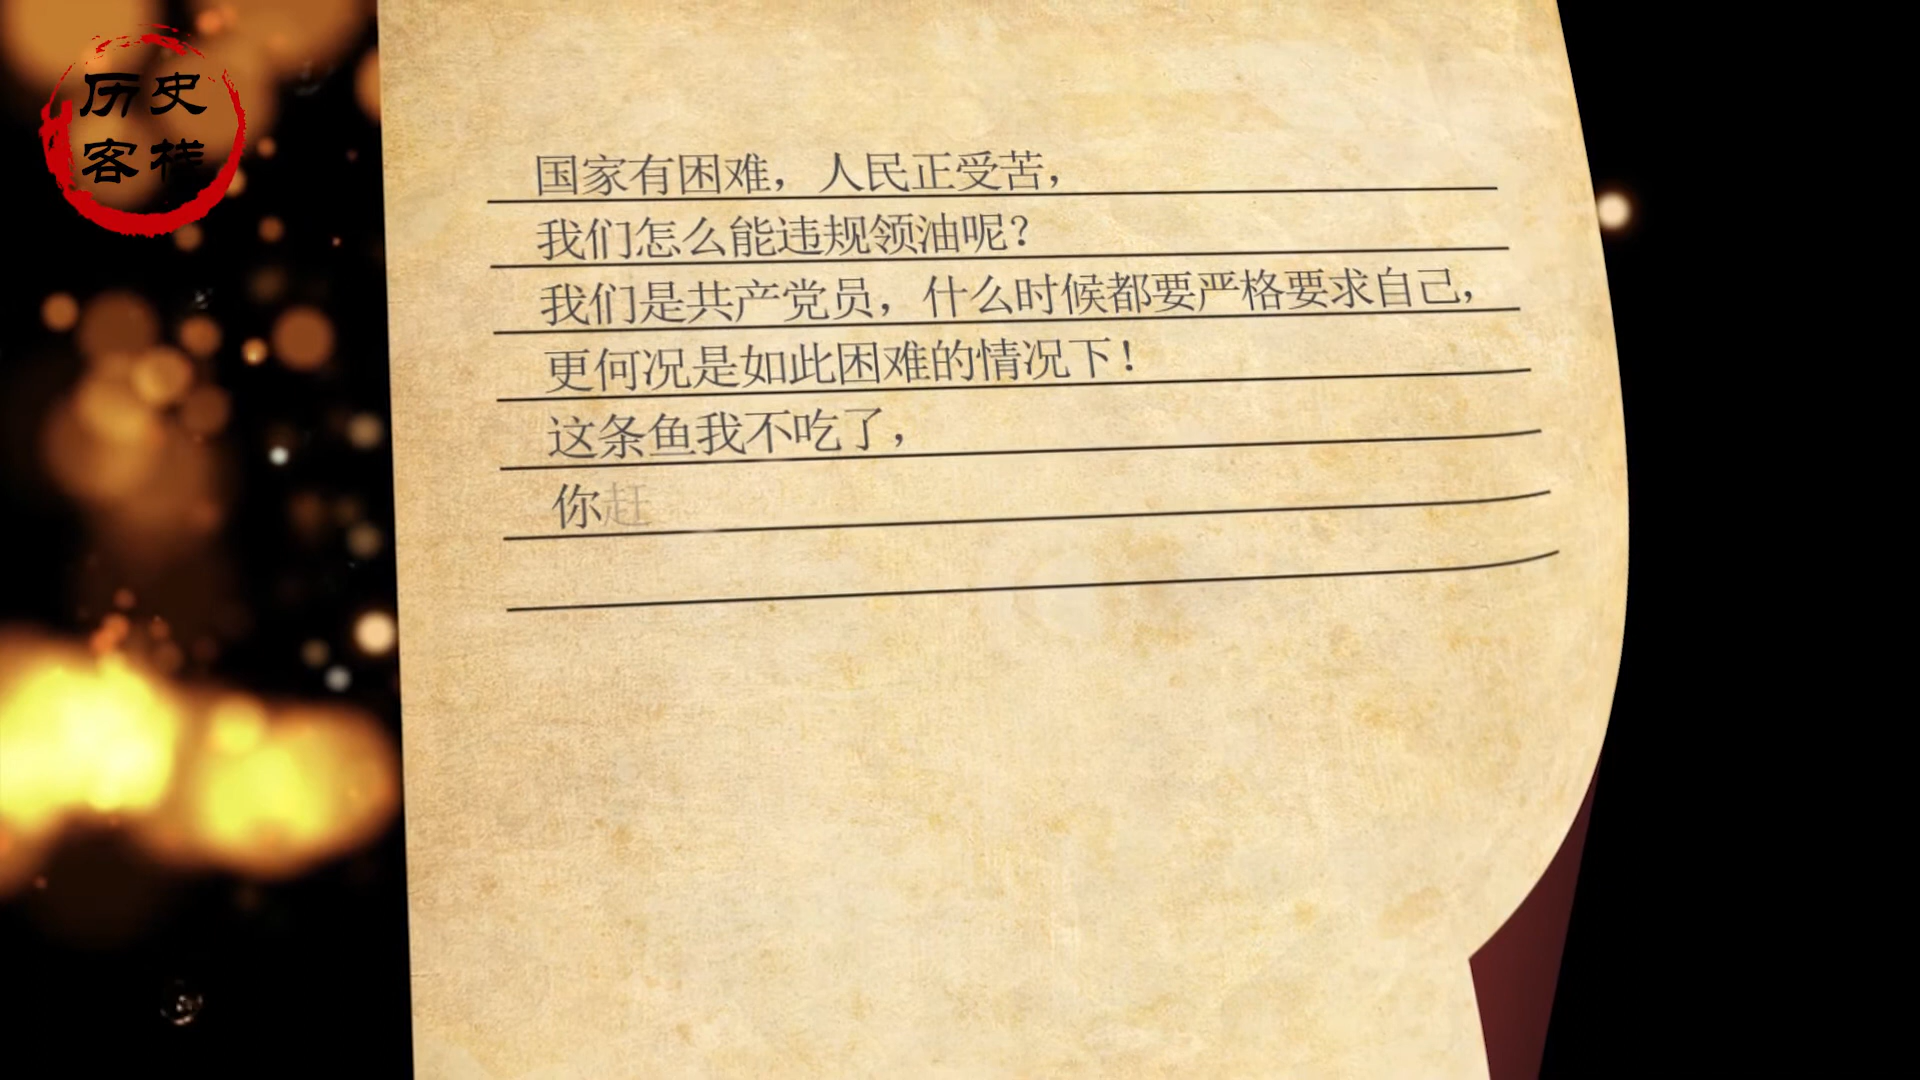 历史
客栈
国家有困难，人民正受苦，
我们怎么能违规领油呢？
我们是共产党员，什么时候都要严格要求自己，
更何况是如此困难的情况下！
这条鱼我不吃了，
你赶